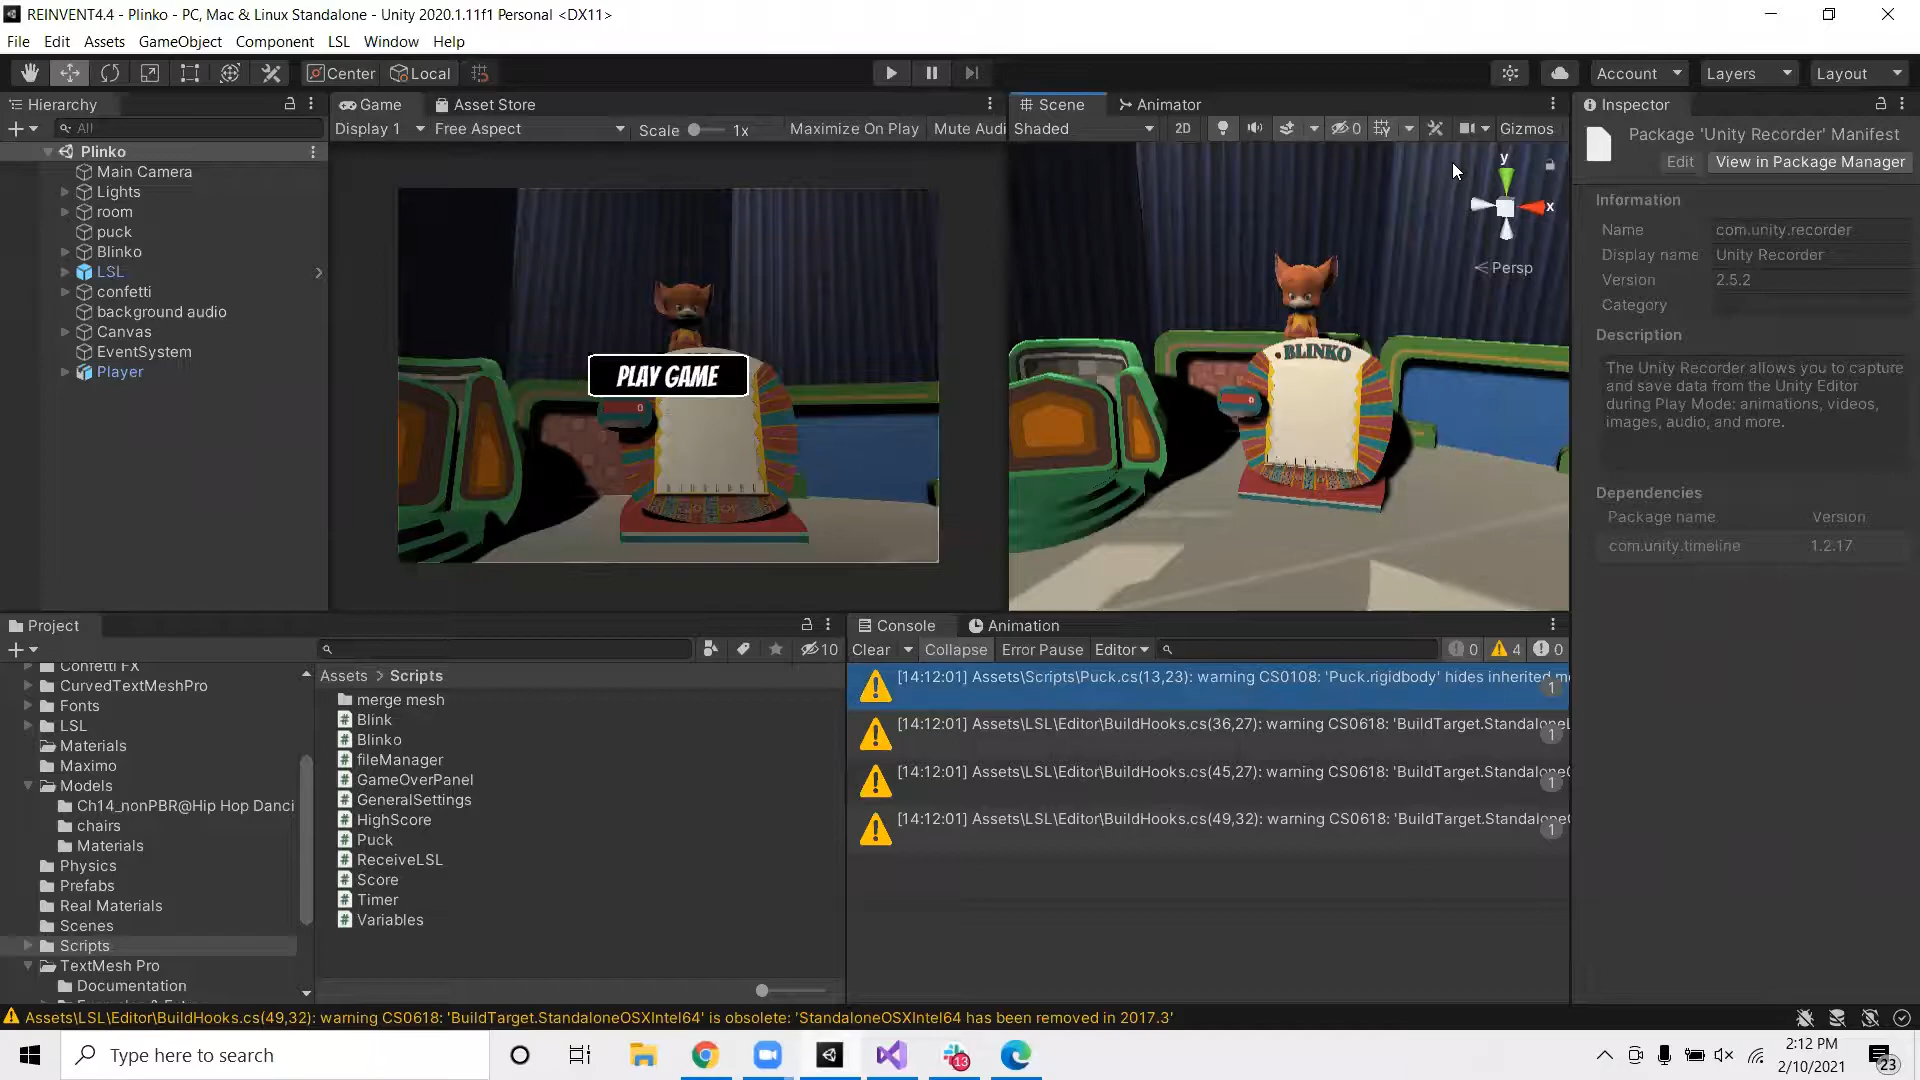 REINVENT4.4 - Plinko - PC, Mac & Linux Standalone - Unity 2020.1.11f1 Personal <DX11>
File Edit Assets GameObject Component LSL Window Help
Center Local Account Layers Layout
Hierarchy
All
Plinko
Main Camera
Lights
room
puck
Blinko
LSL
confetti
background audio
Canvas
EventSystem
Player
Game Asset Store
Display 1 Free Aspect Scale 1x Maximize On Play Mute Audi
PLAY GAME
0
Scene Animator
Shaded 2D 0 Gizmos
y
x
Persp
BLINKO
0
Inspector
Package 'Unity Recorder' Manifest
Edit View in Package Manager
Information
Name com.unity.recorder
Display name Unity Recorder
Version 2.5.2
Category
Description
The Unity Recorder allows you to capture
and save data from the Unity Editor
during Play Mode: animations, videos,
images, audio, and more.
Dependencies
Package name Version
com.unity.timeline 1.2.17
Project
10
Confetti FX
CurvedTextMeshPro
Fonts
LSL
Materials
Maximo
Models
Ch14_nonPBR@Hip Hop Danci
chairs
Materials
Physics
Prefabs
Real Materials
Scenes
Scripts
TextMesh Pro
Documentation
Assets > Scripts
merge mesh
Blink
Blinko
fileManager
GameOverPanel
GeneralSettings
HighScore
Puck
ReceiveLSL
Score
Timer
Variables
Console Animation
Clear Collapse Error Pause Editor 0 4 0
[14:12:01] Assets\Scripts\Puck.cs(13,23): warning CS0108: 'Puck.rigidbody' hides inherited m
1
[14:12:01] Assets\LSL\Editor\BuildHooks.cs(36,27): warning CS0618: 'BuildTarget.StandaloneL
1
[14:12:01] Assets\LSL\Editor\BuildHooks.cs(45,27): warning CS0618: 'BuildTarget.StandaloneO
1
[14:12:01] Assets\LSL\Editor\BuildHooks.cs(49,32): warning CS0618: 'BuildTarget.StandaloneO
1
Assets\LSL\Editor\BuildHooks.cs(49,32): warning CS0618: 'BuildTarget.StandaloneOSXIntel64' is obsolete: 'StandaloneOSXIntel64 has been removed in 2017.3'
Type here to search
13
2:12 PM
2/10/2021
23